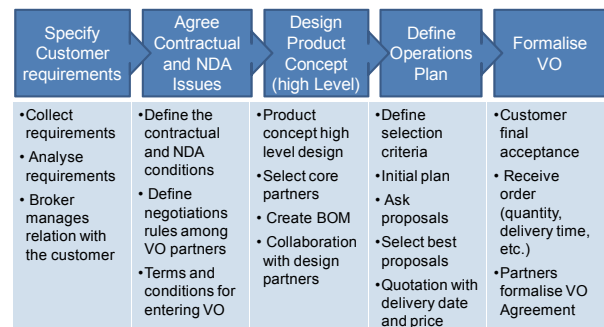 Specify
Customer
requirements
Agree
Contractual
and NDA
Issues
Design
Product
Concept
(high Level)
Define
Operations
Plan
Formalise
VO
•Collect
requirements
• Analyse
requirements
• Broker
manages
relation with
the customer
•Define the
contractual
and NDA
conditions
• Define
negotiations
rules among
VO partners
•Terms and
conditions for
entering VO
•Product
concept high
level design
•Select core
partners
• Create BOM
• Collaboration
with design
partners
•Define
selection
criteria
•Initial plan
• Ask
proposals
•Select best
proposals
•Quotation with
delivery date
and price
•Customer
final
acceptance
• Receive
order
(quantity,
delivery time,
etc.)
•Partners
formalise VO
Agreement